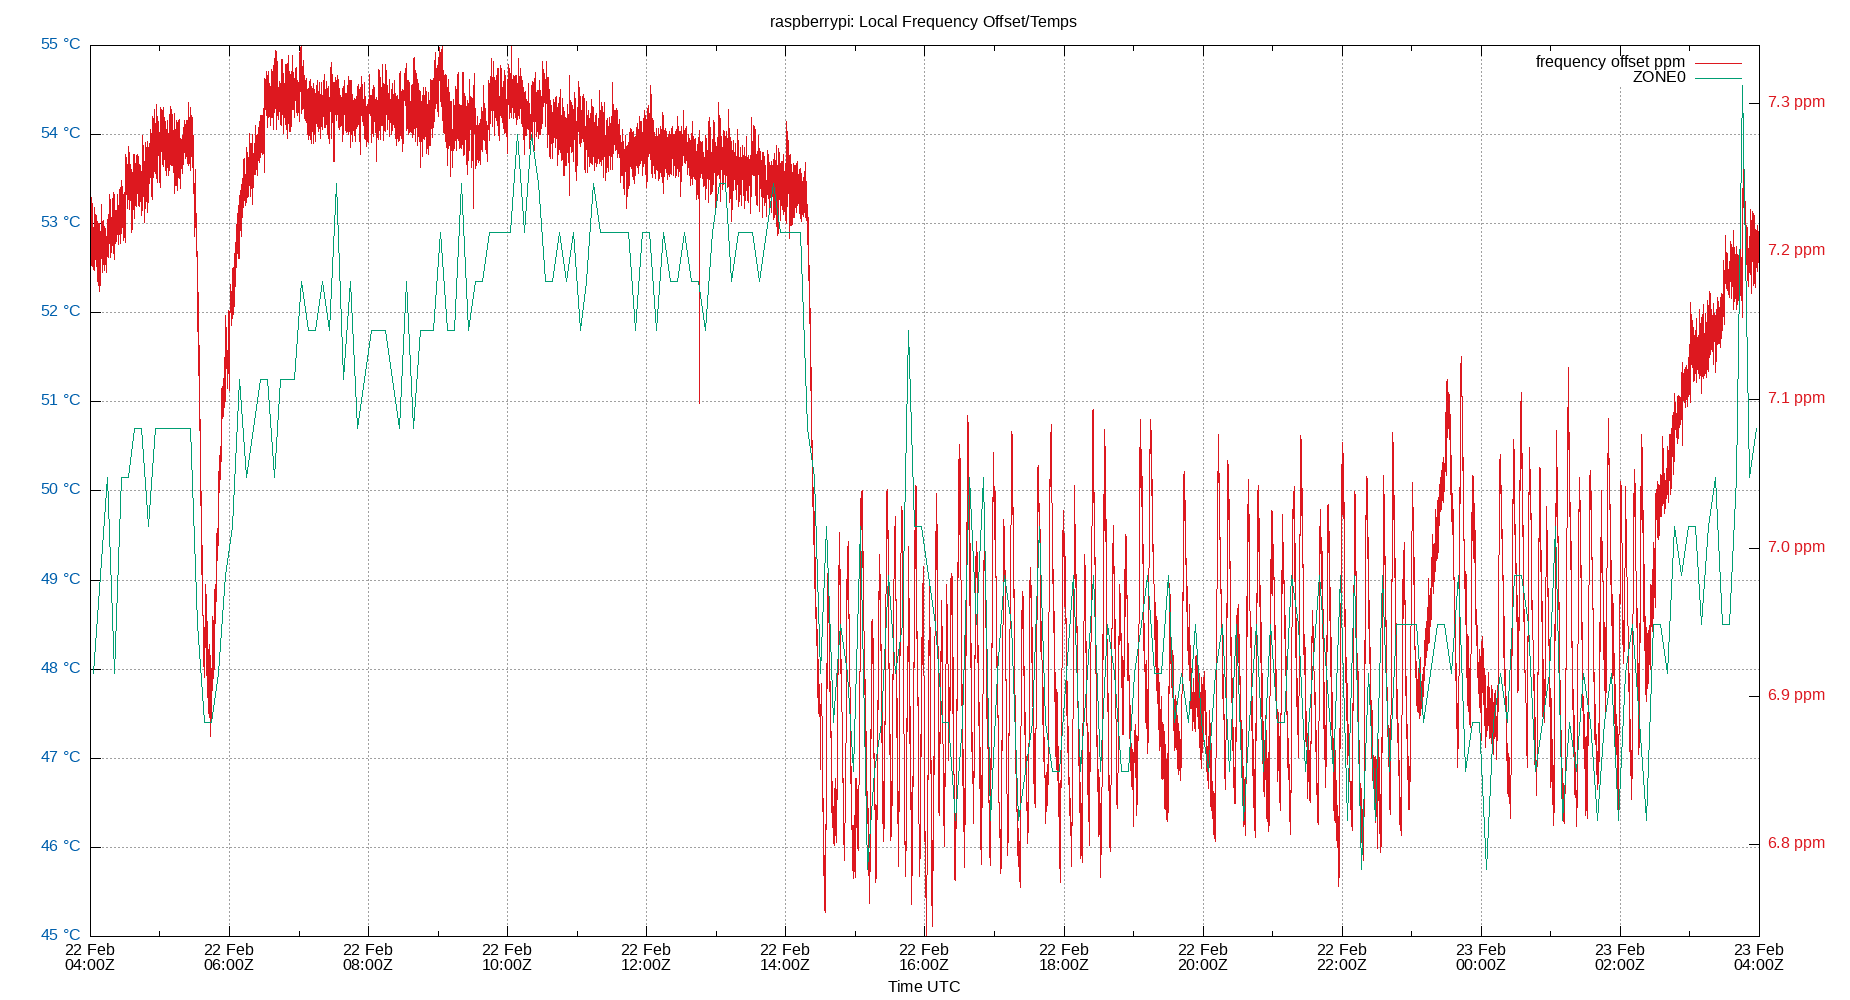 raspberrypi: Local Frequency Offset/Temps
frequency offset ppm
ZONE0
55 °C
54 °C
53 °C
52 °C
51 °C
50 °C
49 °C
48 °C
47 °C
46 °C
45 °C
7.3 ppm
7.2 ppm
7.1 ppm
7.0 ppm
6.9 ppm
6.8 ppm
22 Feb 22 Feb 22 Feb 22 Feb 22 Feb 22 Feb 22 Feb 22 Feb 22 Feb 22 Feb 23 Feb 23 Feb 23 Feb
04:00Z 06:00Z 08:00Z 10:00Z 12:00Z 14:00Z 16:00Z 18:00Z 20:00Z 22:00Z 00:00Z 02:00Z 04:00Z
Time UTC